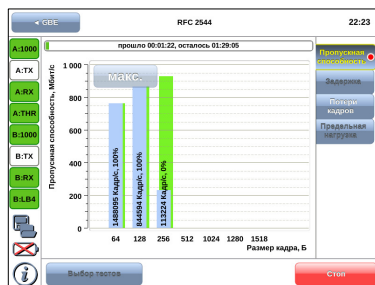 ◄ GBE
RFC 2544
22:23
прошло 00:01:22, осталось 01:29:05
A:1000
A:TX
A:RX
A:THR
B:1000
B:TX
B:RX
B:LB4
Пропускная способность, Мбит/с
1 000
800
600
400
200
0
макс.
1488095 Кадр/с, 100%
844594 Кадр/с, 100%
113224 Кадр/с, 0%
64 128 256 512 1024 1280 1518
Размер кадра, Б
Пропускная
способность
Задержка
Потери
кадров
Предельная
нагрузка
Выбор тестов
Стоп